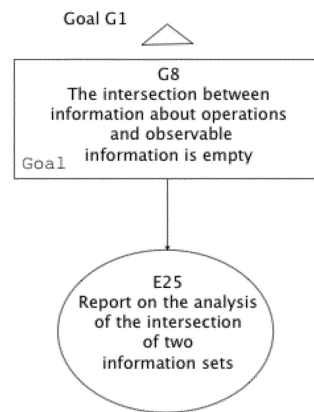 Goal G1
G8
The intersection between
information about operations
and observable
information is empty
Goal
E25
Report on the analysis
of the intersection
of two
information sets